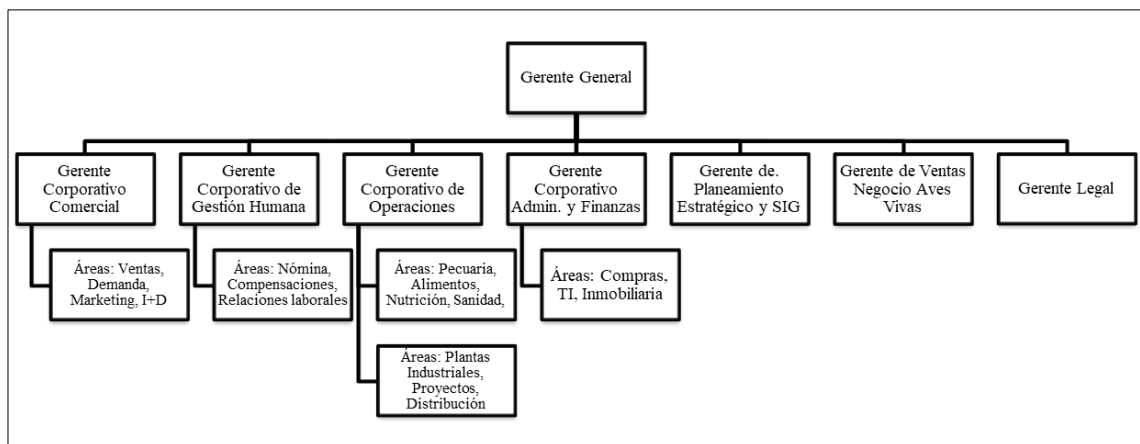 Gerente General
Gerente
Corporativo
Comercial
Gerente
Corporativo de
Gestión Humana
Gerente
Corporativo de
Operaciones
Gerente
Corporativo
Admin. y Finanzas
Gerente de.
Planeamiento
Estratégico y SIG
Gerente de Ventas
Negocio Aves
Vivas
Gerente Legal
Áreas: Ventas,
Demanda,
Marketing, I+D
Áreas: Nómina,
Compensaciones,
Relaciones laborales
Áreas: Pecuaria,
Alimentos,
Nutrición, Sanidad,
Áreas: Compras,
TI, Inmobiliaria
Áreas: Plantas
Industriales,
Proyectos,
Distribución